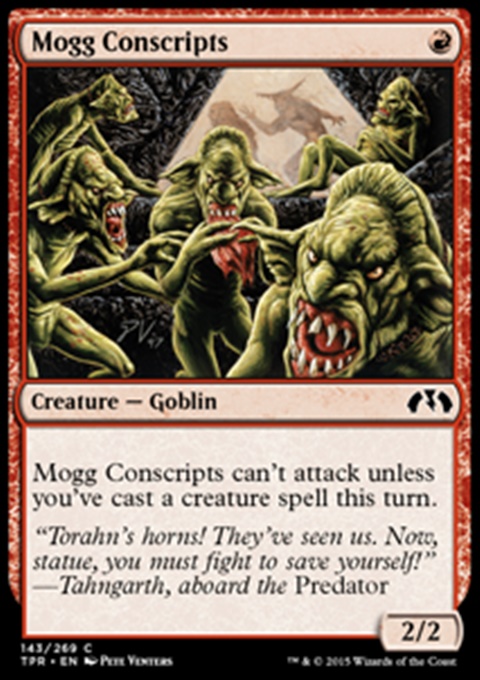 Mogg Conscripts
PV 97
Creature — Goblin
Mogg Conscripts can't attack unless
you've cast a creature spell this turn.
"Torahn's horns! They've seen us. Now,
statue, you must fight to save yourself!"
—Tahngarth, aboard the Predator
2/2
143/269 C
TPR • EN Pete Venters
™ & © 2015 Wizards of the Coast